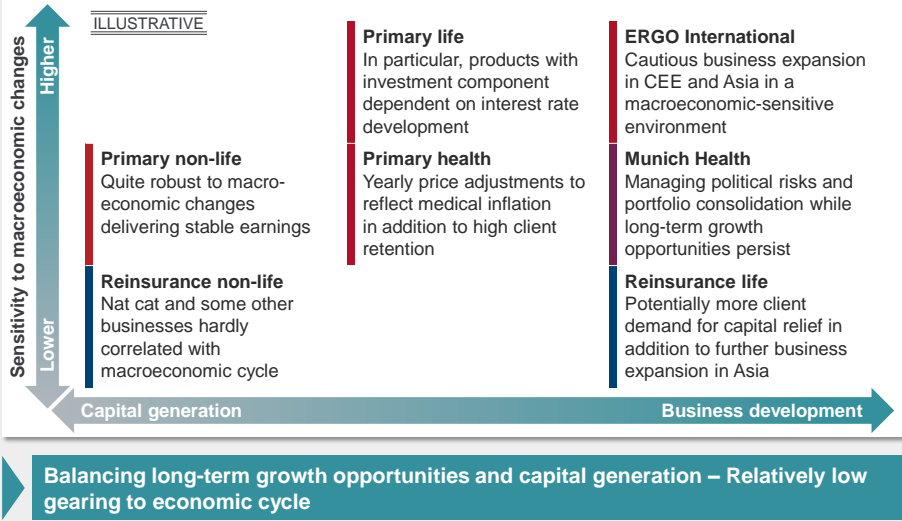 ILLUSTRATIVE
Sensitivity to macroeconomic changes
Higher
Lower
Primary life
In particular, products with
investment component
dependent on interest rate
development
ERGO International
Cautious business expansion
in CEE and Asia in a
macroeconomic-sensitive
environment
Primary non-life
Quite robust to macro-
economic changes
delivering stable earnings
Primary health
Yearly price adjustments to
reflect medical inflation
in addition to high client
retention
Munich Health
Managing political risks and
portfolio consolidation while
long-term growth
opportunities persist
Reinsurance non-life
Nat cat and some other
businesses hardly
correlated with
macroeconomic cycle
Reinsurance life
Potentially more client
demand for capital relief in
addition to further business
expansion in Asia
Capital generation
Business development
Balancing long-term growth opportunities and capital generation – Relatively low
gearing to economic cycle